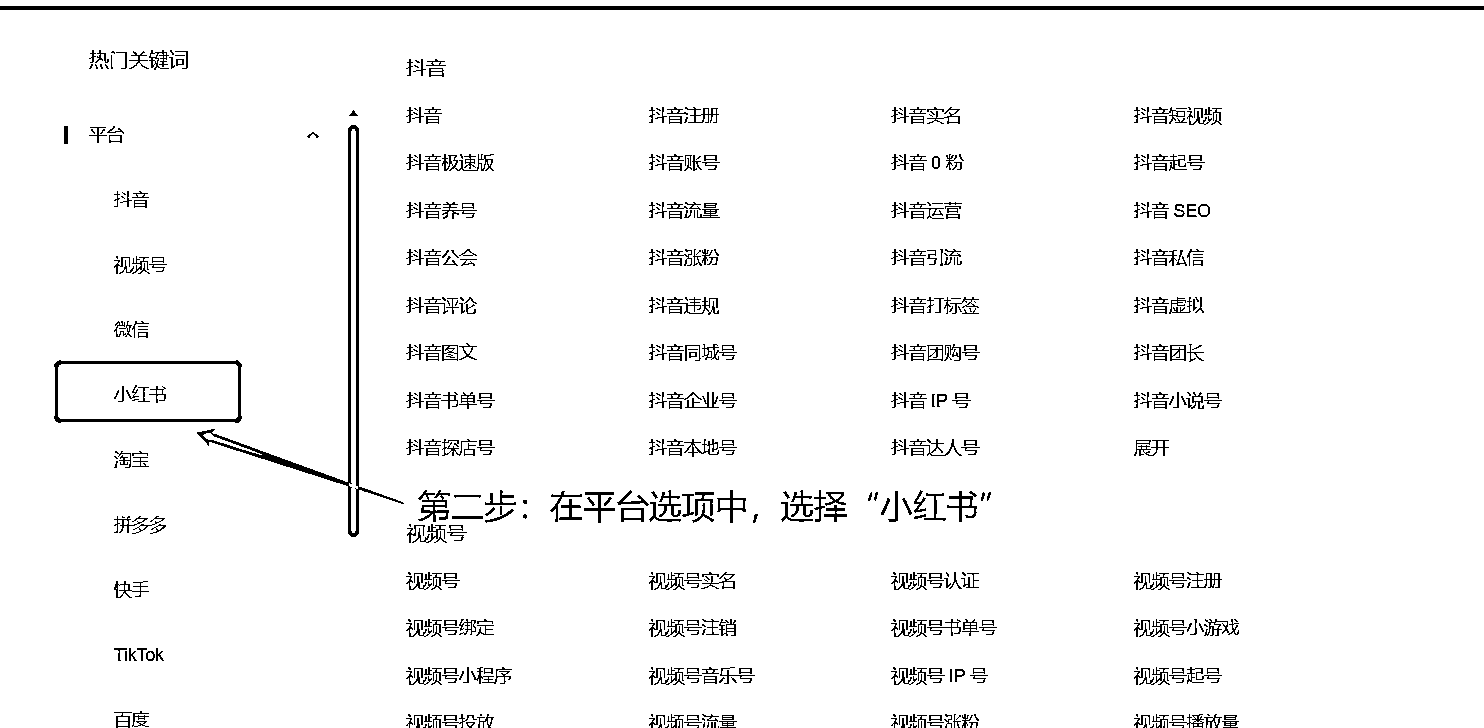 热门关键词
平台
抖音
视频号
微信
小红书
淘宝
拼多多
快手
TikTok
百度
抖音
抖音 抖音注册 抖音实名 抖音短视频
抖音极速版 抖音账号 抖音 0 粉 抖音起号
抖音养号 抖音流量 抖音运营 抖音 SEO
抖音公会 抖音涨粉 抖音引流 抖音私信
抖音评论 抖音违规 抖音打标签 抖音虚拟
抖音图文 抖音同城号 抖音团购号 抖音团长
抖音书单号 抖音企业号 抖音 IP 号 抖音小说号
抖音探店号 抖音本地号 抖音达人号 展开
第二步：在平台选项中，选择“小红书”
视频号
视频号 视频号实名 视频号认证 视频号注册
视频号绑定 视频号注销 视频号书单号 视频号小游戏
视频号小程序 视频号音乐号 视频号 IP 号 视频号起号
视频号投放 视频号流量 视频号涨粉 视频号播放量